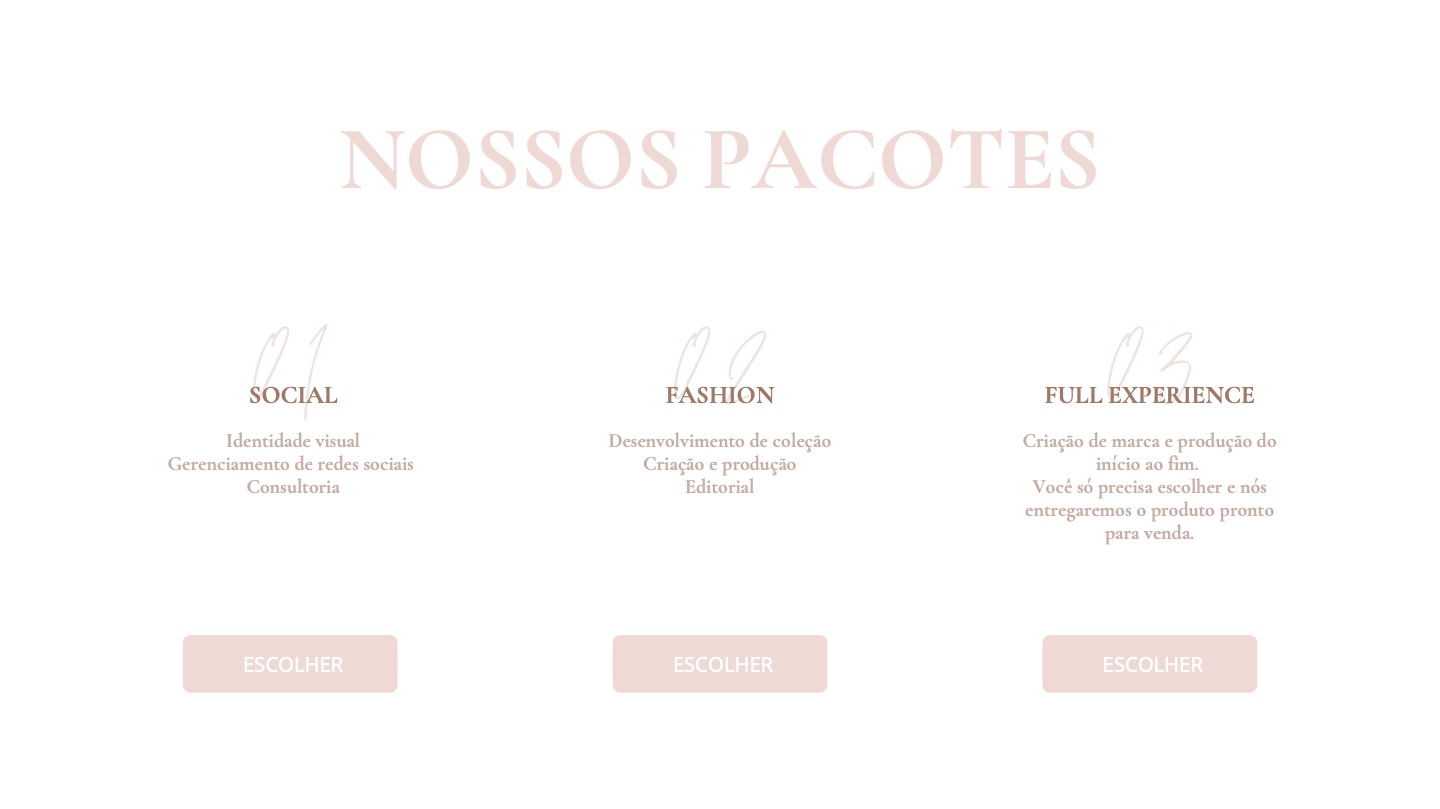 NOSSOS PACOTES
01
SOCIAL
Identidade visual
Gerenciamento de redes sociais
Consultoria
ESCOLHER
02
FASHION
Desenvolvimento de coleção
Criação e produção
Editorial
ESCOLHER
03
FULL EXPERIENCE
Criação de marca e produção do
início ao fim.
Você só precisa escolher e nós
entregaremos o produto pronto
para venda.
ESCOLHER